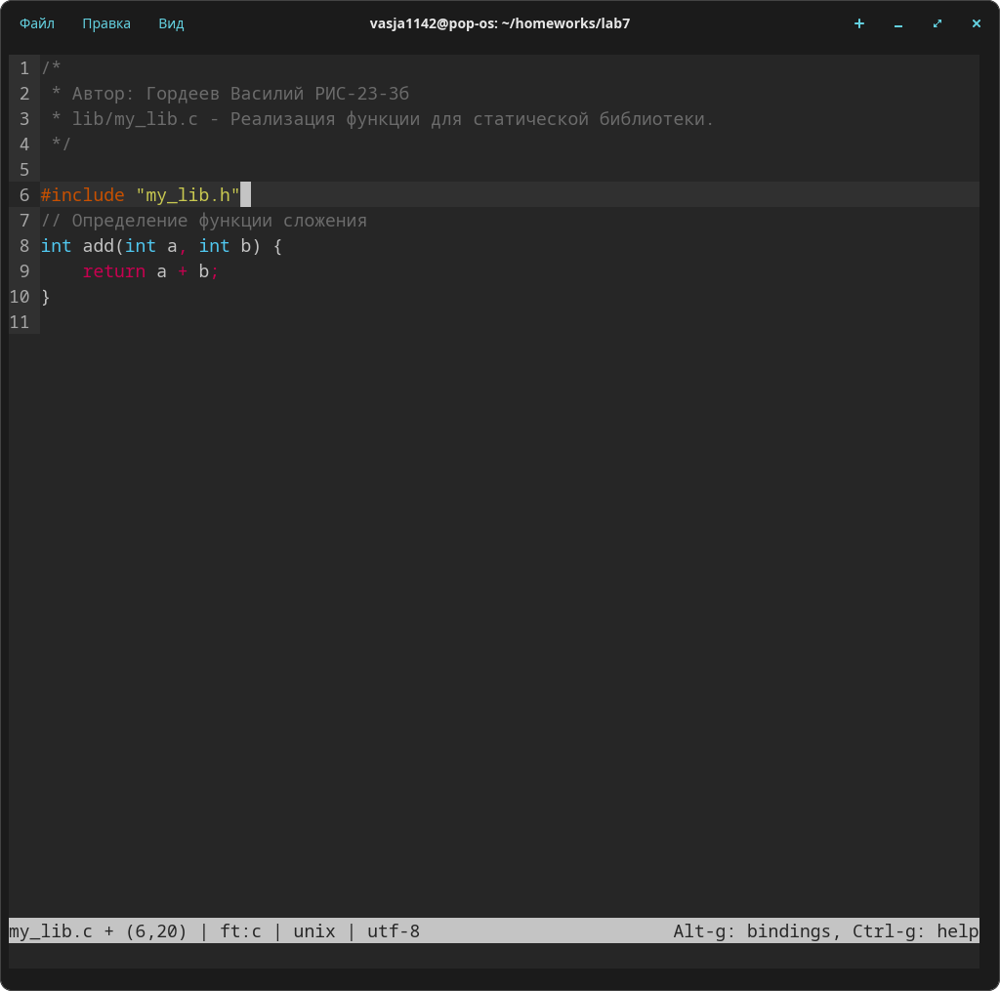 Файл Правка Вид vasja1142@pop-os: ~/homeworks/lab7
1 /*
2  * Автор: Гордеев Василий РИС-23-3б
3  * lib/my_lib.c - Реализация функции для статической библиотеки.
4  */
5
6 #include "my_lib.h"
7 // Определение функции сложения
8 int add(int a, int b) {
9     return a + b;
10 }
11
my_lib.c + (6,20) | ft:c | unix | utf-8 Alt-g: bindings, Ctrl-g: help